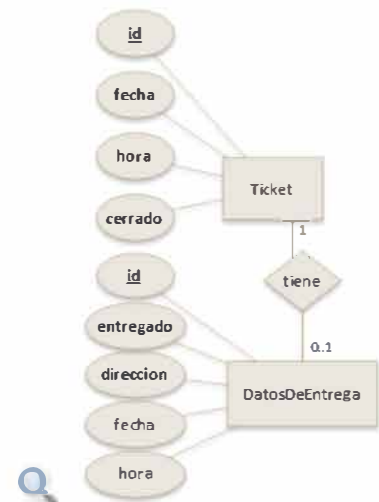 id
fecha
hora
Ticket
cerrado
1
id
tiene
entregado
0..1
direccion
DatosDeEntrega
fecha
hora